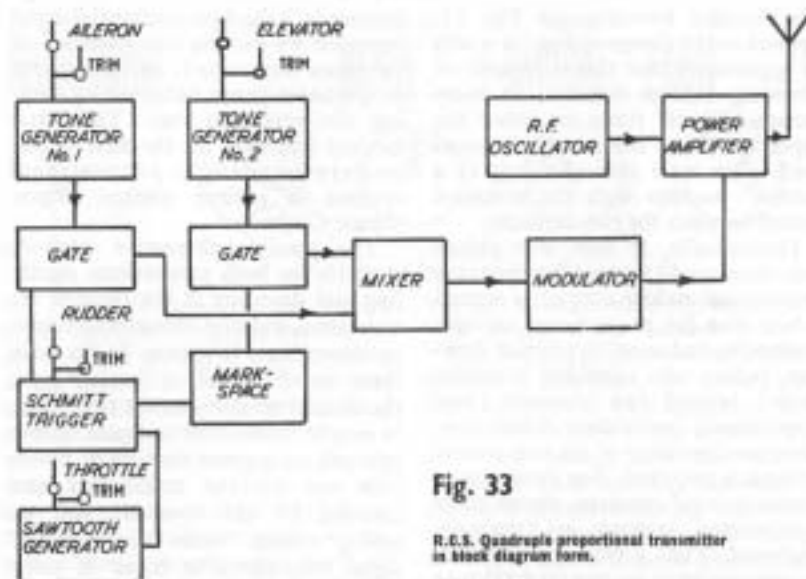 AILERON
TRIM
ELEVATOR
TRIM
TONE
GENERATOR
No. 1
TONE
GENERATOR
No. 2
R.F.
OSCILLATOR
POWER
AMPLIFIER
GATE
GATE
MIXER
MODULATOR
RUDDER
TRIM
MARK-
SPACE
SCHMITT
TRIGGER
THROTTLE
TRIM
SAWTOOTH
GENERATOR
Fig. 33
R.C.S. Quadruple proportional transmitter
in block diagram form.